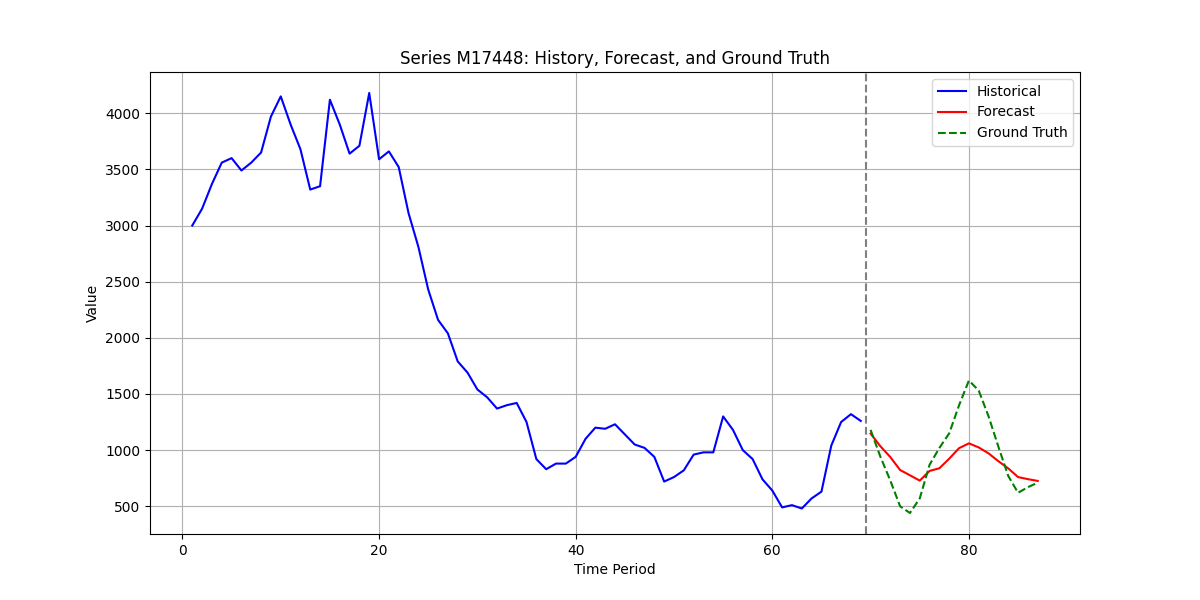 Series M17448: History, Forecast, and Ground Truth
Historical
Forecast
Ground Truth
Value
4000
3500
3000
2500
2000
1500
1000
500
0
20
40
60
80
Time Period